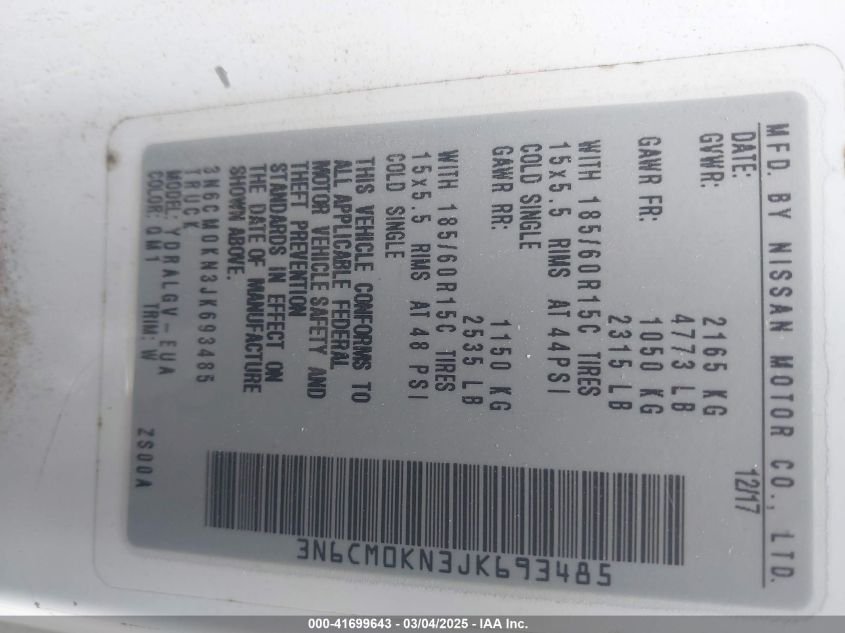 MFD. BY NISSAN MOTOR CO., LTD.
DATE: 12/17
GVWR: 2165 KG
4773 LB
GAWR FR: 1050 KG
2315 LB
WITH 185/60R15C TIRES
15x5.5 RIMS AT 44PSI
COLD SINGLE
GAWR RR: 1150 KG
2535 LB
WITH 185/60R15C TIRES
15x5.5 RIMS AT 48 PSI
COLD SINGLE
THIS VEHICLE CONFORMS TO
ALL APPLICABLE FEDERAL
MOTOR VEHICLE SAFETY AND
THEFT PREVENTION
STANDARDS IN EFFECT ON
THE DATE OF MANUFACTURE
SHOWN ABOVE.
3N6CM0KN3JK693485
TRUCK
MODEL: YDRALGV-EUA
COLOR: QM1 TRIM: W ZS00A
3N6CM0KN3JK693485
000-41699643 - 03/04/2025 - IAA Inc.